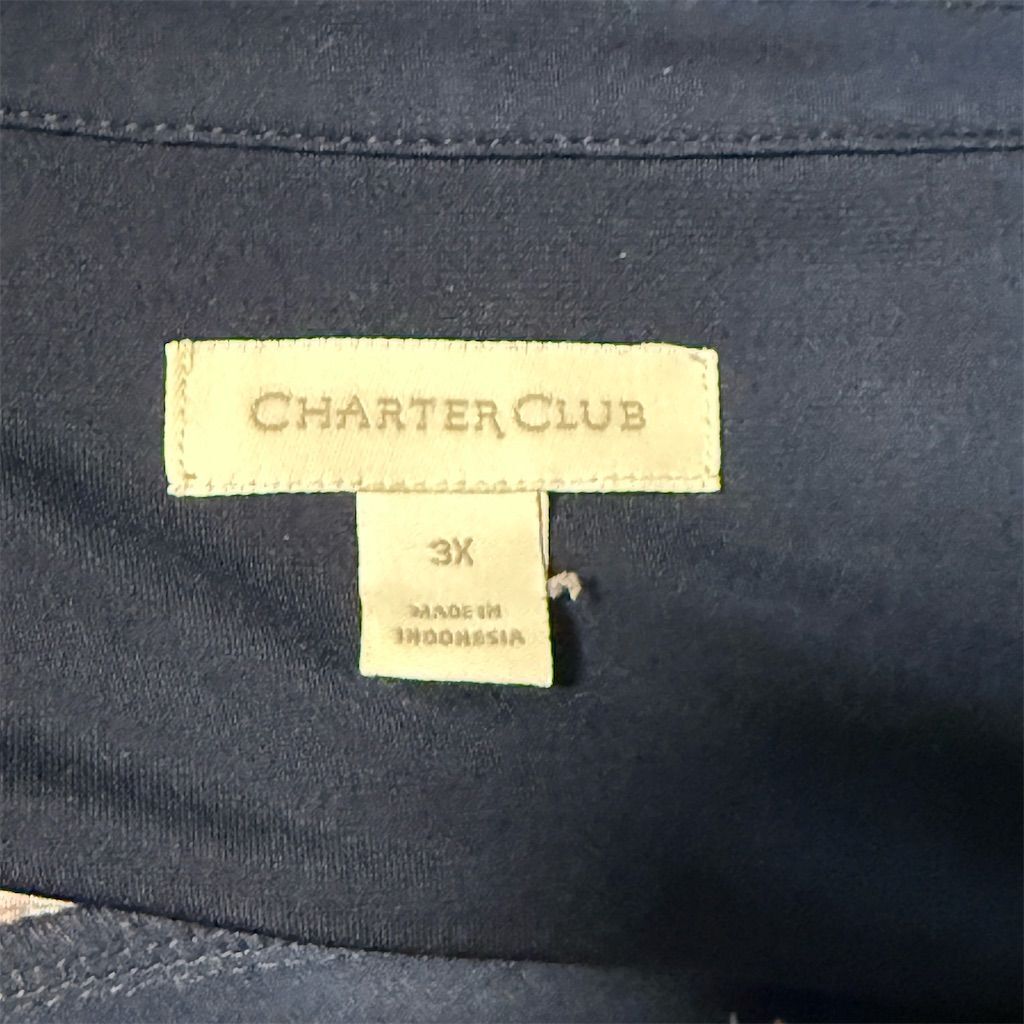 CHARTER CLUB
3X
MADE IN
INDONESIA